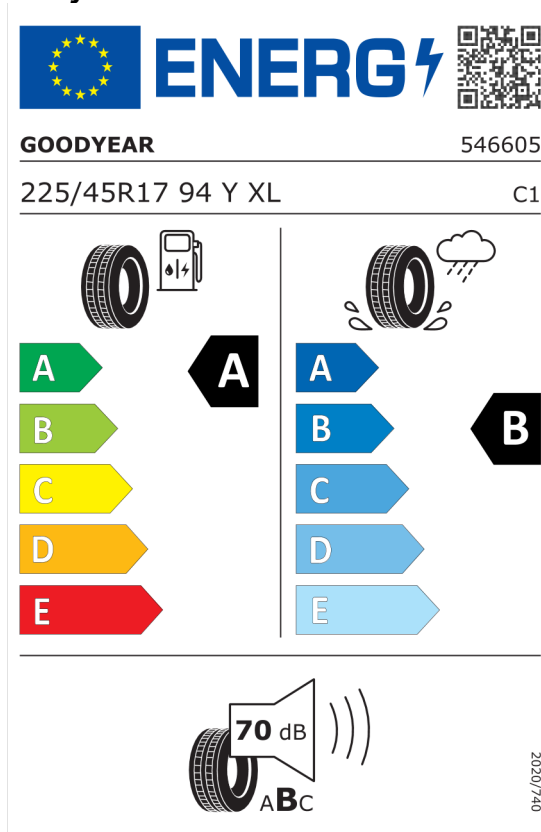 ENERG
GOODYEAR 546605
225/45R17 94 Y XL C1
A A
B
C
D
E
A
B B
C
D
E
70 dB
ABC
2020/740